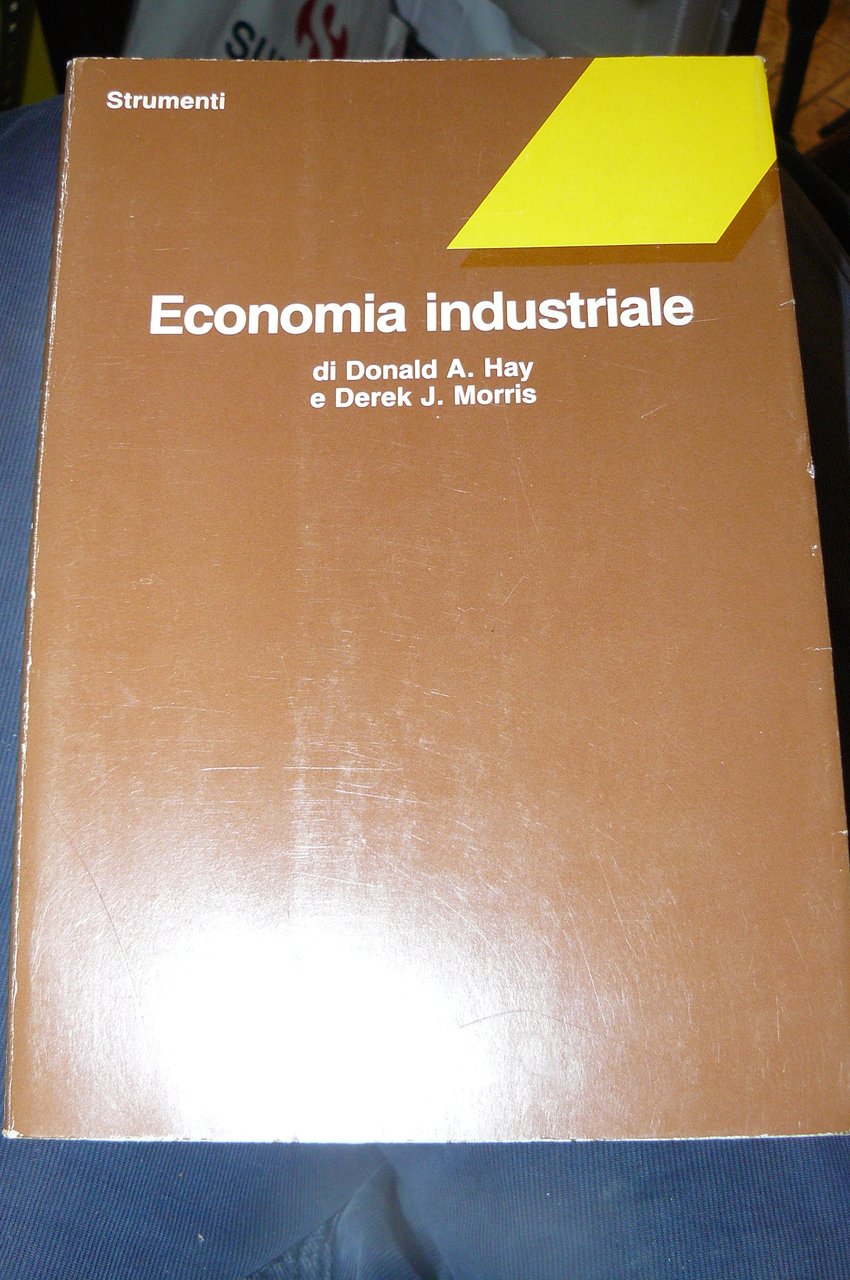 Strumenti
Economia industriale
di Donald A. Hay
e Derek J. Morris